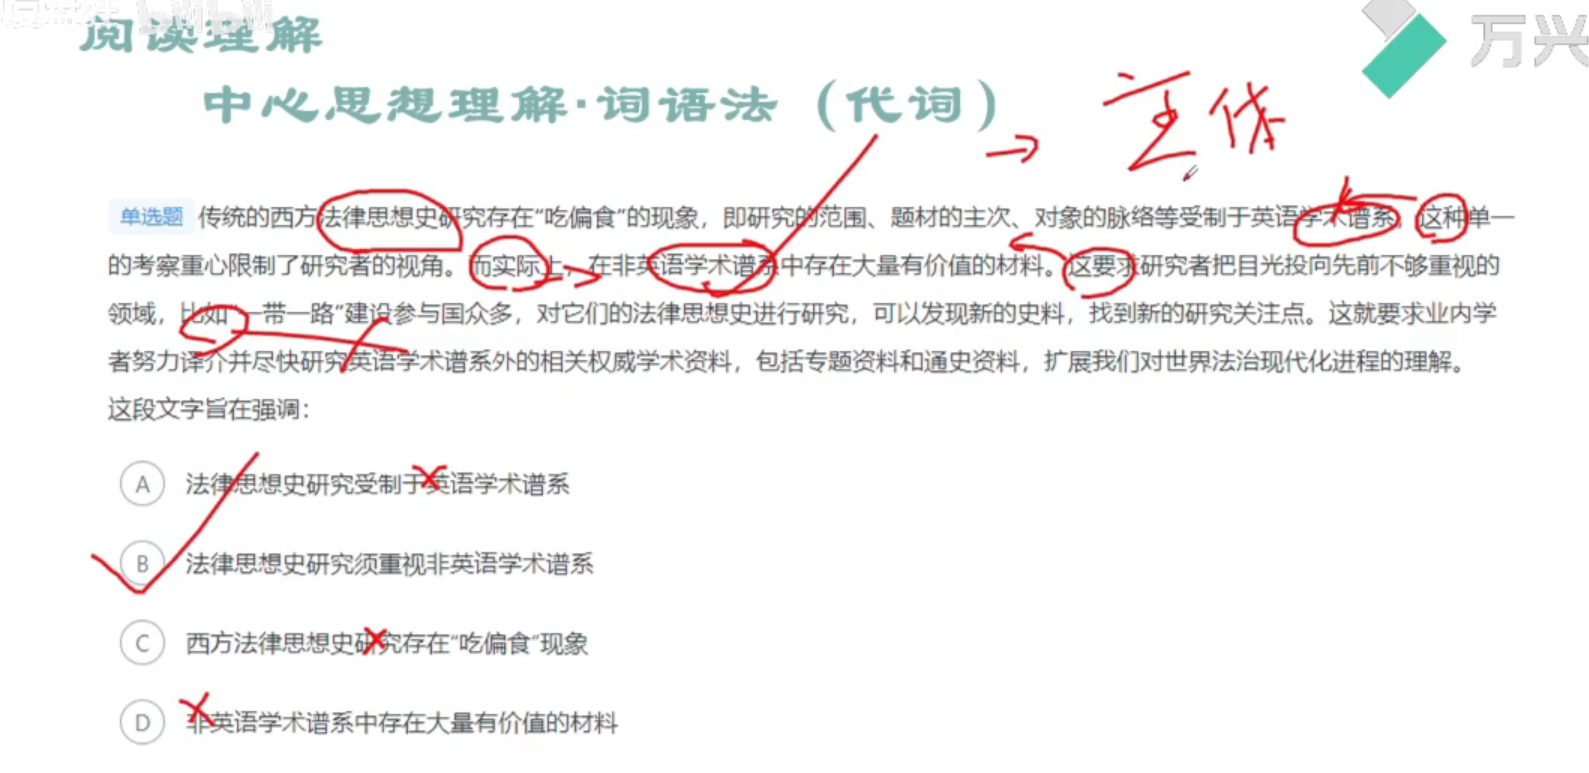 阅读理解
万兴
中心思想理解·词语法（代词）
→ 主体
单选题 传统的西方法律思想史研究存在“吃偏食”的现象，即研究的范围、题材的主次、对象的脉络等受制于英语学术谱系，这种单一
的考察重心限制了研究者的视角。而实际上，在非英语学术谱系中存在大量有价值的材料。这要求研究者把目光投向先前不够重视的
领域，比如“一带一路”建设参与国众多，对它们的法律思想史进行研究，可以发现新的史料，找到新的研究关注点。这就要求业内学
者努力译介并尽快研究英语学术谱系外的相关权威学术资料，包括专题资料和通史资料，扩展我们对世界法治现代化进程的理解。
这段文字旨在强调：
A 法律思想史研究受制于英语学术谱系
B 法律思想史研究须重视非英语学术谱系
C 西方法律思想史研究存在“吃偏食”现象
D 非英语学术谱系中存在大量有价值的材料